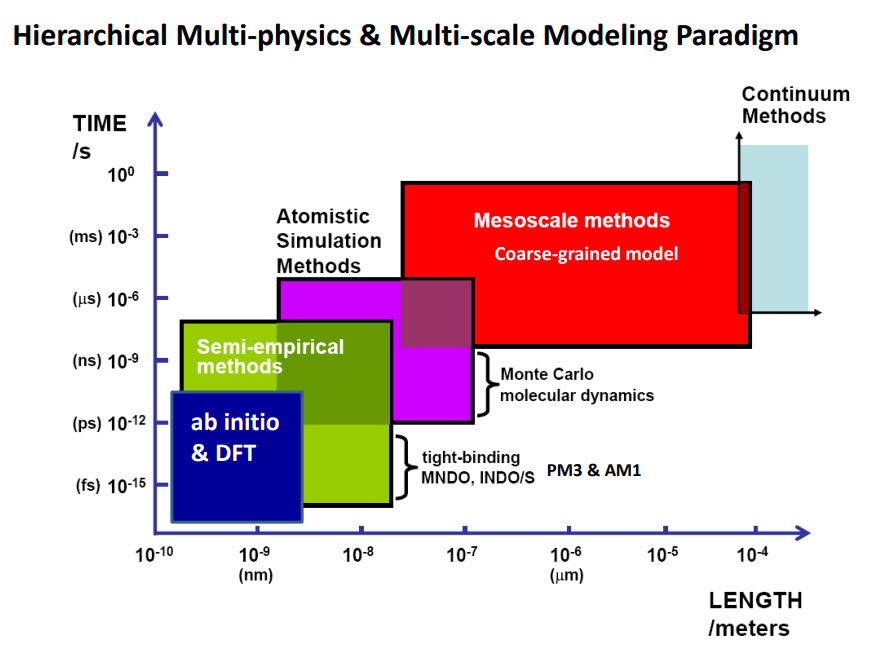 Hierarchical Multi-physics & Multi-scale Modeling Paradigm
Continuum
Methods
TIME
/s
10⁰
(ms) 10⁻³
(μs) 10⁻⁶
(ns) 10⁻⁹
(ps) 10⁻¹²
(fs) 10⁻¹⁵
Atomistic
Simulation
Methods
Mesoscale methods
Coarse-grained model
Semi-empirical
methods
ab initio
& DFT
Monte Carlo
molecular dynamics
tight-binding
MNDO, INDO/S PM3 & AM1
10⁻¹⁰ 10⁻⁹ 10⁻⁸ 10⁻⁷ 10⁻⁶ 10⁻⁵ 10⁻⁴
(nm) (μm)
LENGTH
/meters